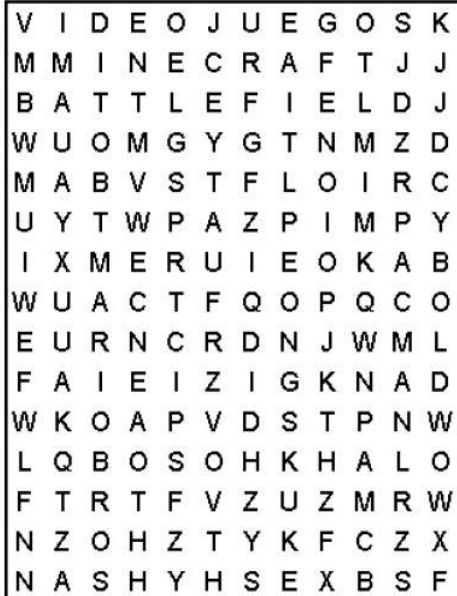 V I D E O J U E G O S K
M M I N E C R A F T J J
B A T T L E F I E L D J
W U O M G Y G T N M Z D
M A B V S T F L O I R C
U Y T W P A Z P I M P Y
I X M E R U I E O K A B
W U A C T F Q O P Q C O
E U R N C R D N J W M L
F A I E I Z I G K N A D
W K O A P V D S T P N W
L Q B O S O H K H A L O
F T R T F V Z U Z M R W
N Z O H Z T Y K F C Z X
N A S H Y H S E X B S F